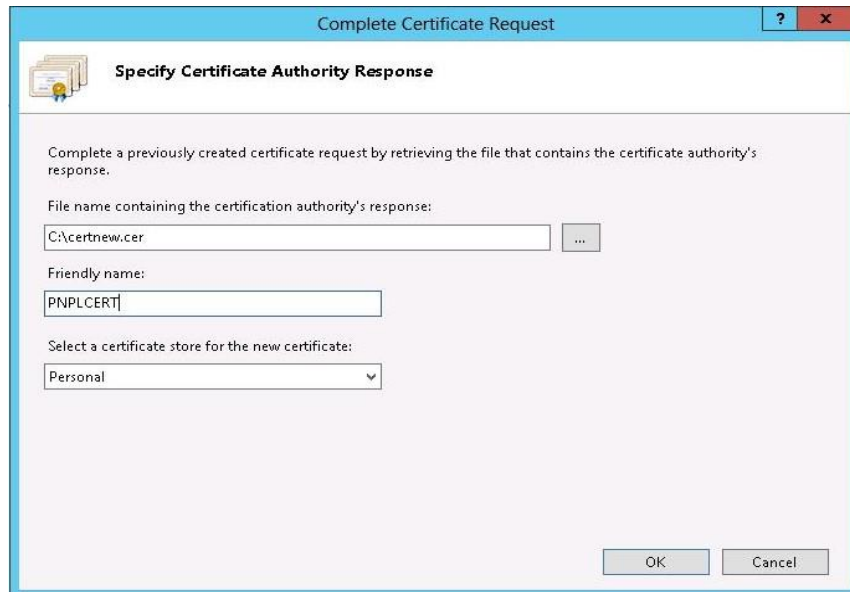 Complete Certificate Request
? x
Specify Certificate Authority Response
Complete a previously created certificate request by retrieving the file that contains the certificate authority's
response.
File name containing the certification authority's response:
C:\certnew.cer
...
Friendly name:
PNPLCERT
Select a certificate store for the new certificate:
Personal
OK Cancel